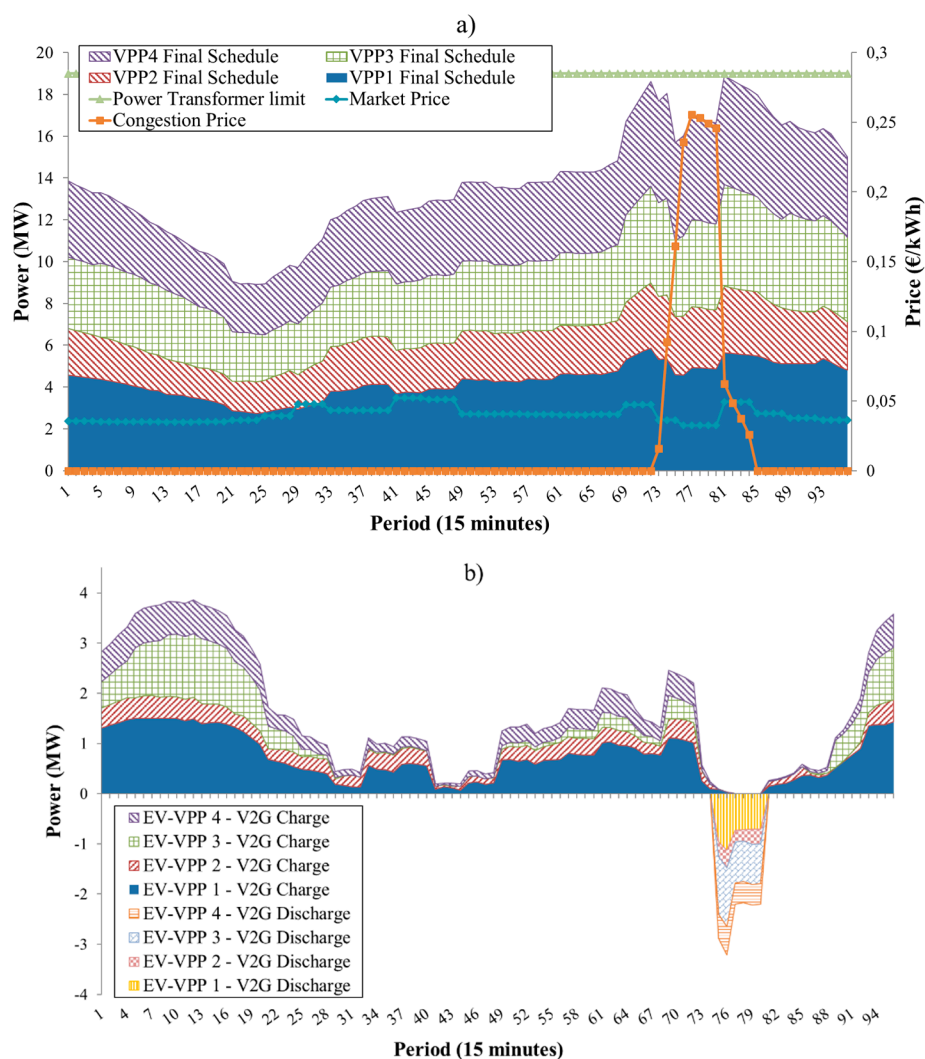 a)
VPP4 Final Schedule VPP3 Final Schedule
VPP2 Final Schedule VPP1 Final Schedule
Power Transformer limit Market Price
Congestion Price
20
18
16
14
12
10
8
6
4
2
0
Power (MW)
0,3
0,25
0,2
0,15
0,1
0,05
0
Price (€/kWh)
1 5 9 13 17 21 25 29 33 37 41 45 49 53 57 61 65 69 73 77 81 85 89 93
Period (15 minutes)
b)
4
3
2
1
0
-1
-2
-3
-4
Power (MW)
EV-VPP 4 - V2G Charge
EV-VPP 3 - V2G Charge
EV-VPP 2 - V2G Charge
EV-VPP 1 - V2G Charge
EV-VPP 4 - V2G Discharge
EV-VPP 3 - V2G Discharge
EV-VPP 2 - V2G Discharge
EV-VPP 1 - V2G Discharge
1 4 7 10 13 16 19 22 25 28 31 34 37 40 43 46 49 52 55 58 61 64 67 70 73 76 79 82 85 88 91 94
Period (15 minutes)